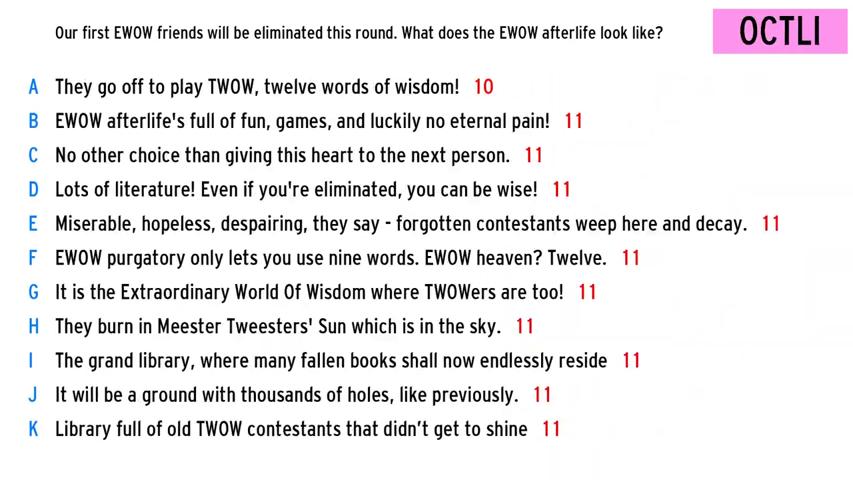 Our first EWOW friends will be eliminated this round. What does the EWOW afterlife look like?
OCTLI
A They go off to play TWOW, twelve words of wisdom! 10
B EWOW afterlife's full of fun, games, and luckily no eternal pain! 11
C No other choice than giving this heart to the next person. 11
D Lots of literature! Even if you're eliminated, you can be wise! 11
E Miserable, hopeless, despairing, they say - forgotten contestants weep here and decay. 11
F EWOW purgatory only lets you use nine words. EWOW heaven? Twelve. 11
G It is the Extraordinary World Of Wisdom where TWOWers are too! 11
H They burn in Meester Tweesters' Sun which is in the sky. 11
I The grand library, where many fallen books shall now endlessly reside 11
J It will be a ground with thousands of holes, like previously. 11
K Library full of old TWOW contestants that didn’t get to shine 11